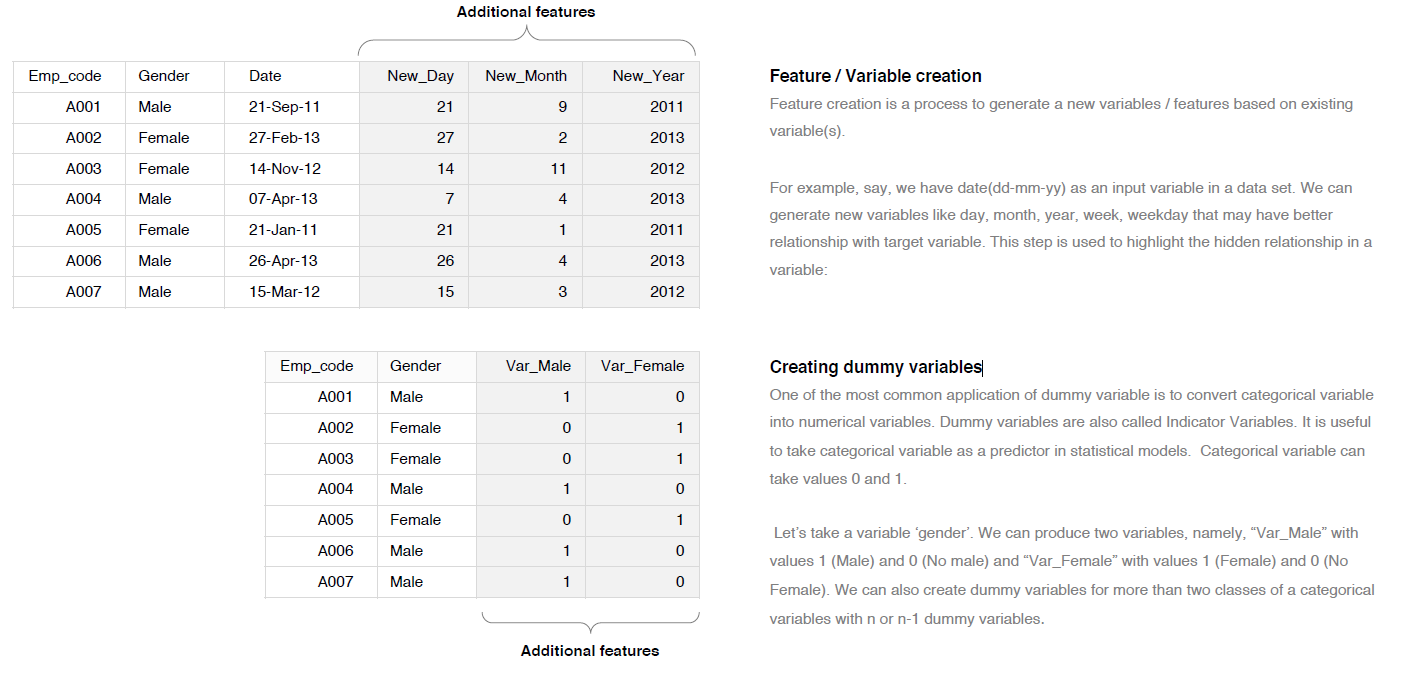 Additional features
Emp_code Gender Date New_Day New_Month New_Year
A001 Male 21-Sep-11 21 9 2011
A002 Female 27-Feb-13 27 2 2013
A003 Female 14-Nov-12 14 11 2012
A004 Male 07-Apr-13 7 4 2013
A005 Female 21-Jan-11 21 1 2011
A006 Male 26-Apr-13 26 4 2013
A007 Male 15-Mar-12 15 3 2012
Feature / Variable creation
Feature creation is a process to generate a new variables / features based on existing
variable(s).
For example, say, we have date(dd-mm-yy) as an input variable in a data set. We can
generate new variables like day, month, year, week, weekday that may have better
relationship with target variable. This step is used to highlight the hidden relationship in a
variable:
Emp_code Gender Var_Male Var_Female
A001 Male 1 0
A002 Female 0 1
A003 Female 0 1
A004 Male 1 0
A005 Female 0 1
A006 Male 1 0
A007 Male 1 0
Additional features
Creating dummy variables
One of the most common application of dummy variable is to convert categorical variable
into numerical variables. Dummy variables are also called Indicator Variables. It is useful
to take categorical variable as a predictor in statistical models. Categorical variable can
take values 0 and 1.
Let’s take a variable ‘gender’. We can produce two variables, namely, “Var_Male” with
values 1 (Male) and 0 (No male) and “Var_Female” with values 1 (Female) and 0 (No
Female). We can also create dummy variables for more than two classes of a categorical
variables with n or n-1 dummy variables.